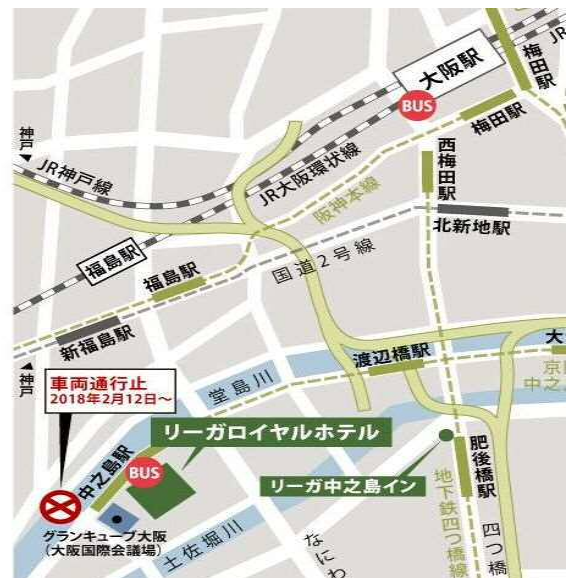 大阪駅
JR
梅田駅
BUS
梅田駅
神戸
JR神戸線
JR大阪環状線
西梅田駅
阪神本線
北新地駅
福島駅
福島駅
国道2号線
新福島駅
神戸
渡辺橋駅
大
京
中之
堂島川
車両通行止
2018年2月12日～
リーガロイヤルホテル
中之島駅
BUS
肥後橋駅
リーガ中之島イン
地下鉄四つ橋線
四つ橋
グランキューブ大阪
(大阪国際会議場)
土佐堀川
なにわ